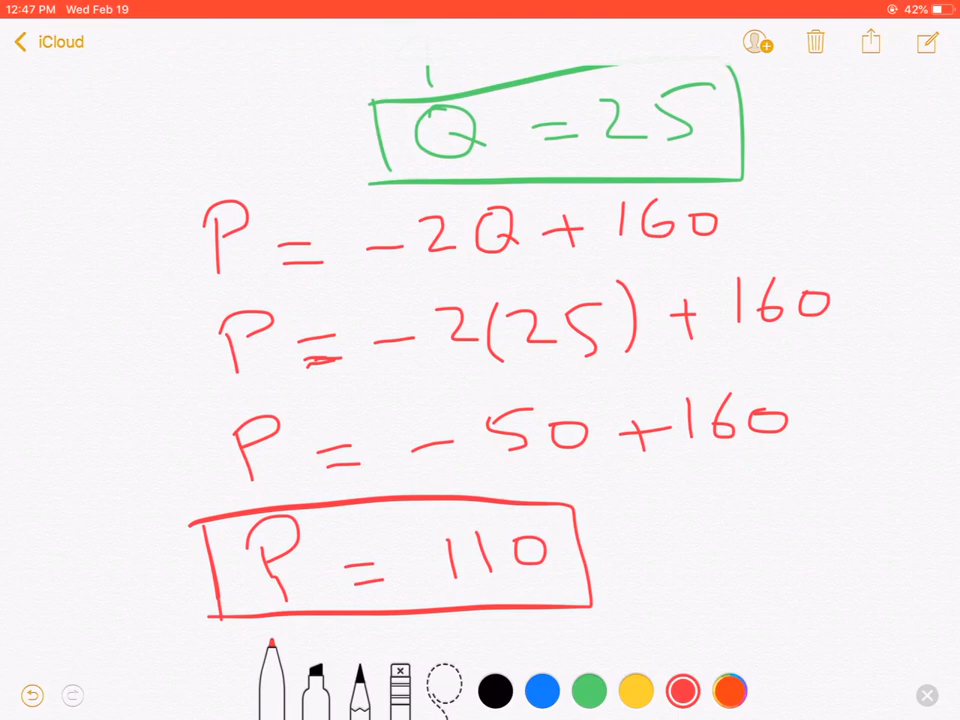 12:47 PM Wed Feb 19 42%
iCloud
Q = 25
P = - 2Q + 160
P = - 2(25) + 160
P = - 50 + 160
P = 110